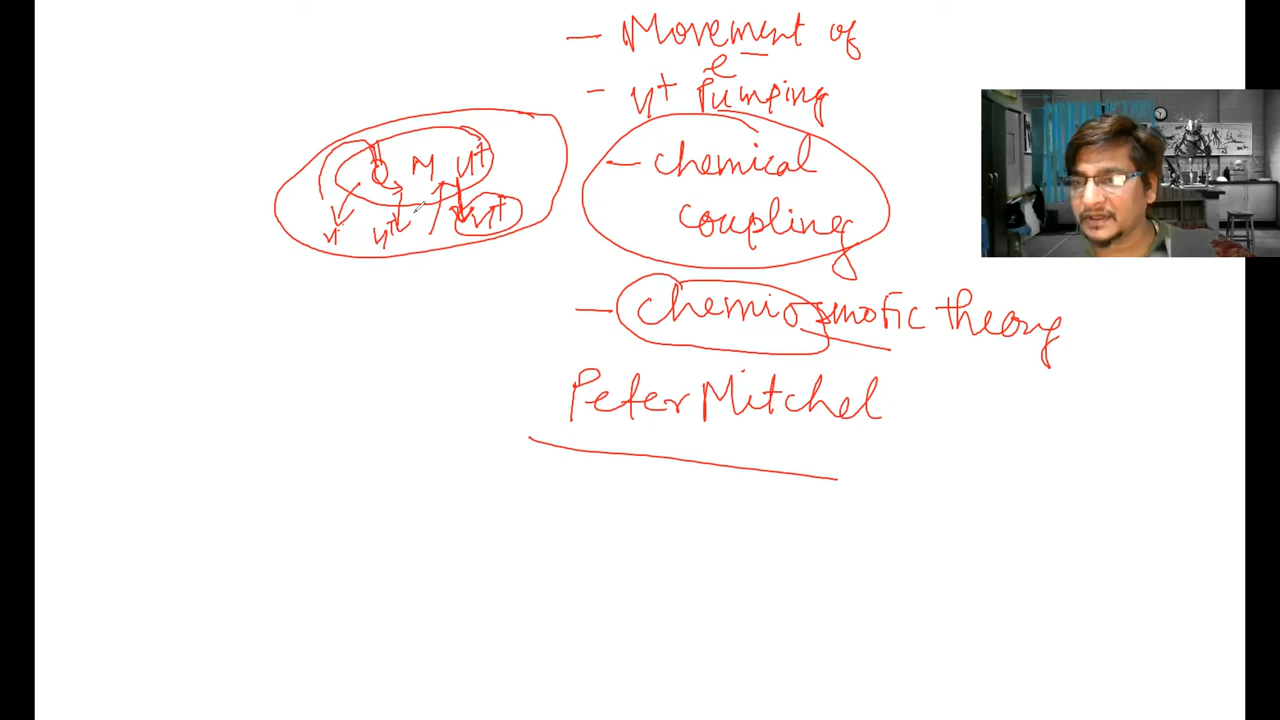 — Movement of
e
— H+ Pumping
— chemical
coupling
— chemiosmotic theory
Peter Mitchel
M H+
H+ H+